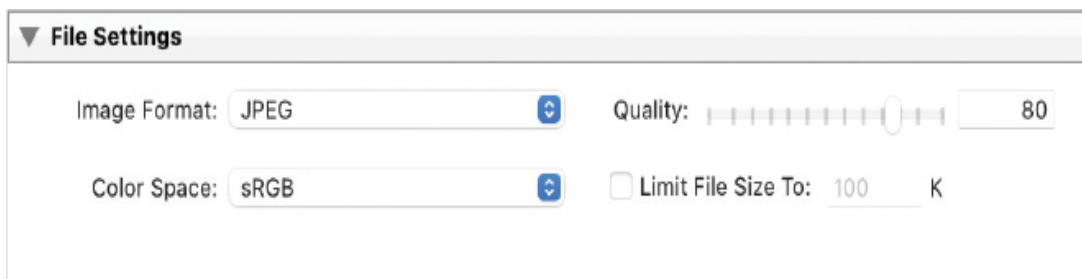 File Settings
Image Format: JPEG Quality: 80
Color Space: sRGB Limit File Size To: 100 K